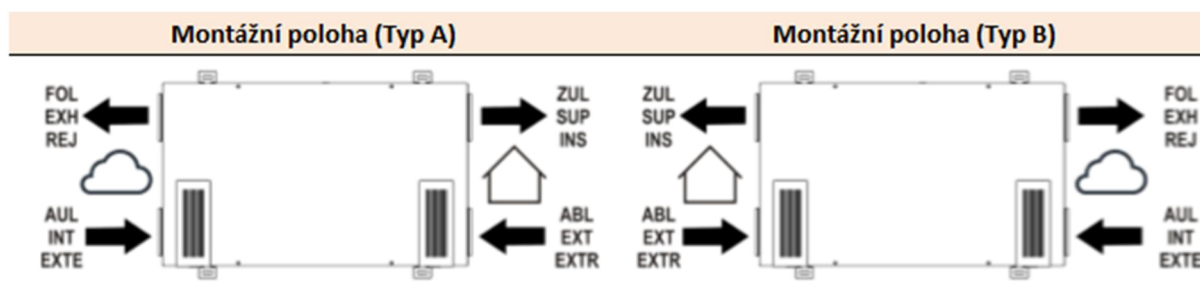 Montážní poloha (Typ A)
Montážní poloha (Typ B)
FOL
EXH
REJ
ZUL
SUP
INS
AUL
INT
EXTE
ABL
EXT
EXTR
ZUL
SUP
INS
FOL
EXH
REJ
ABL
EXT
EXTR
AUL
INT
EXTE